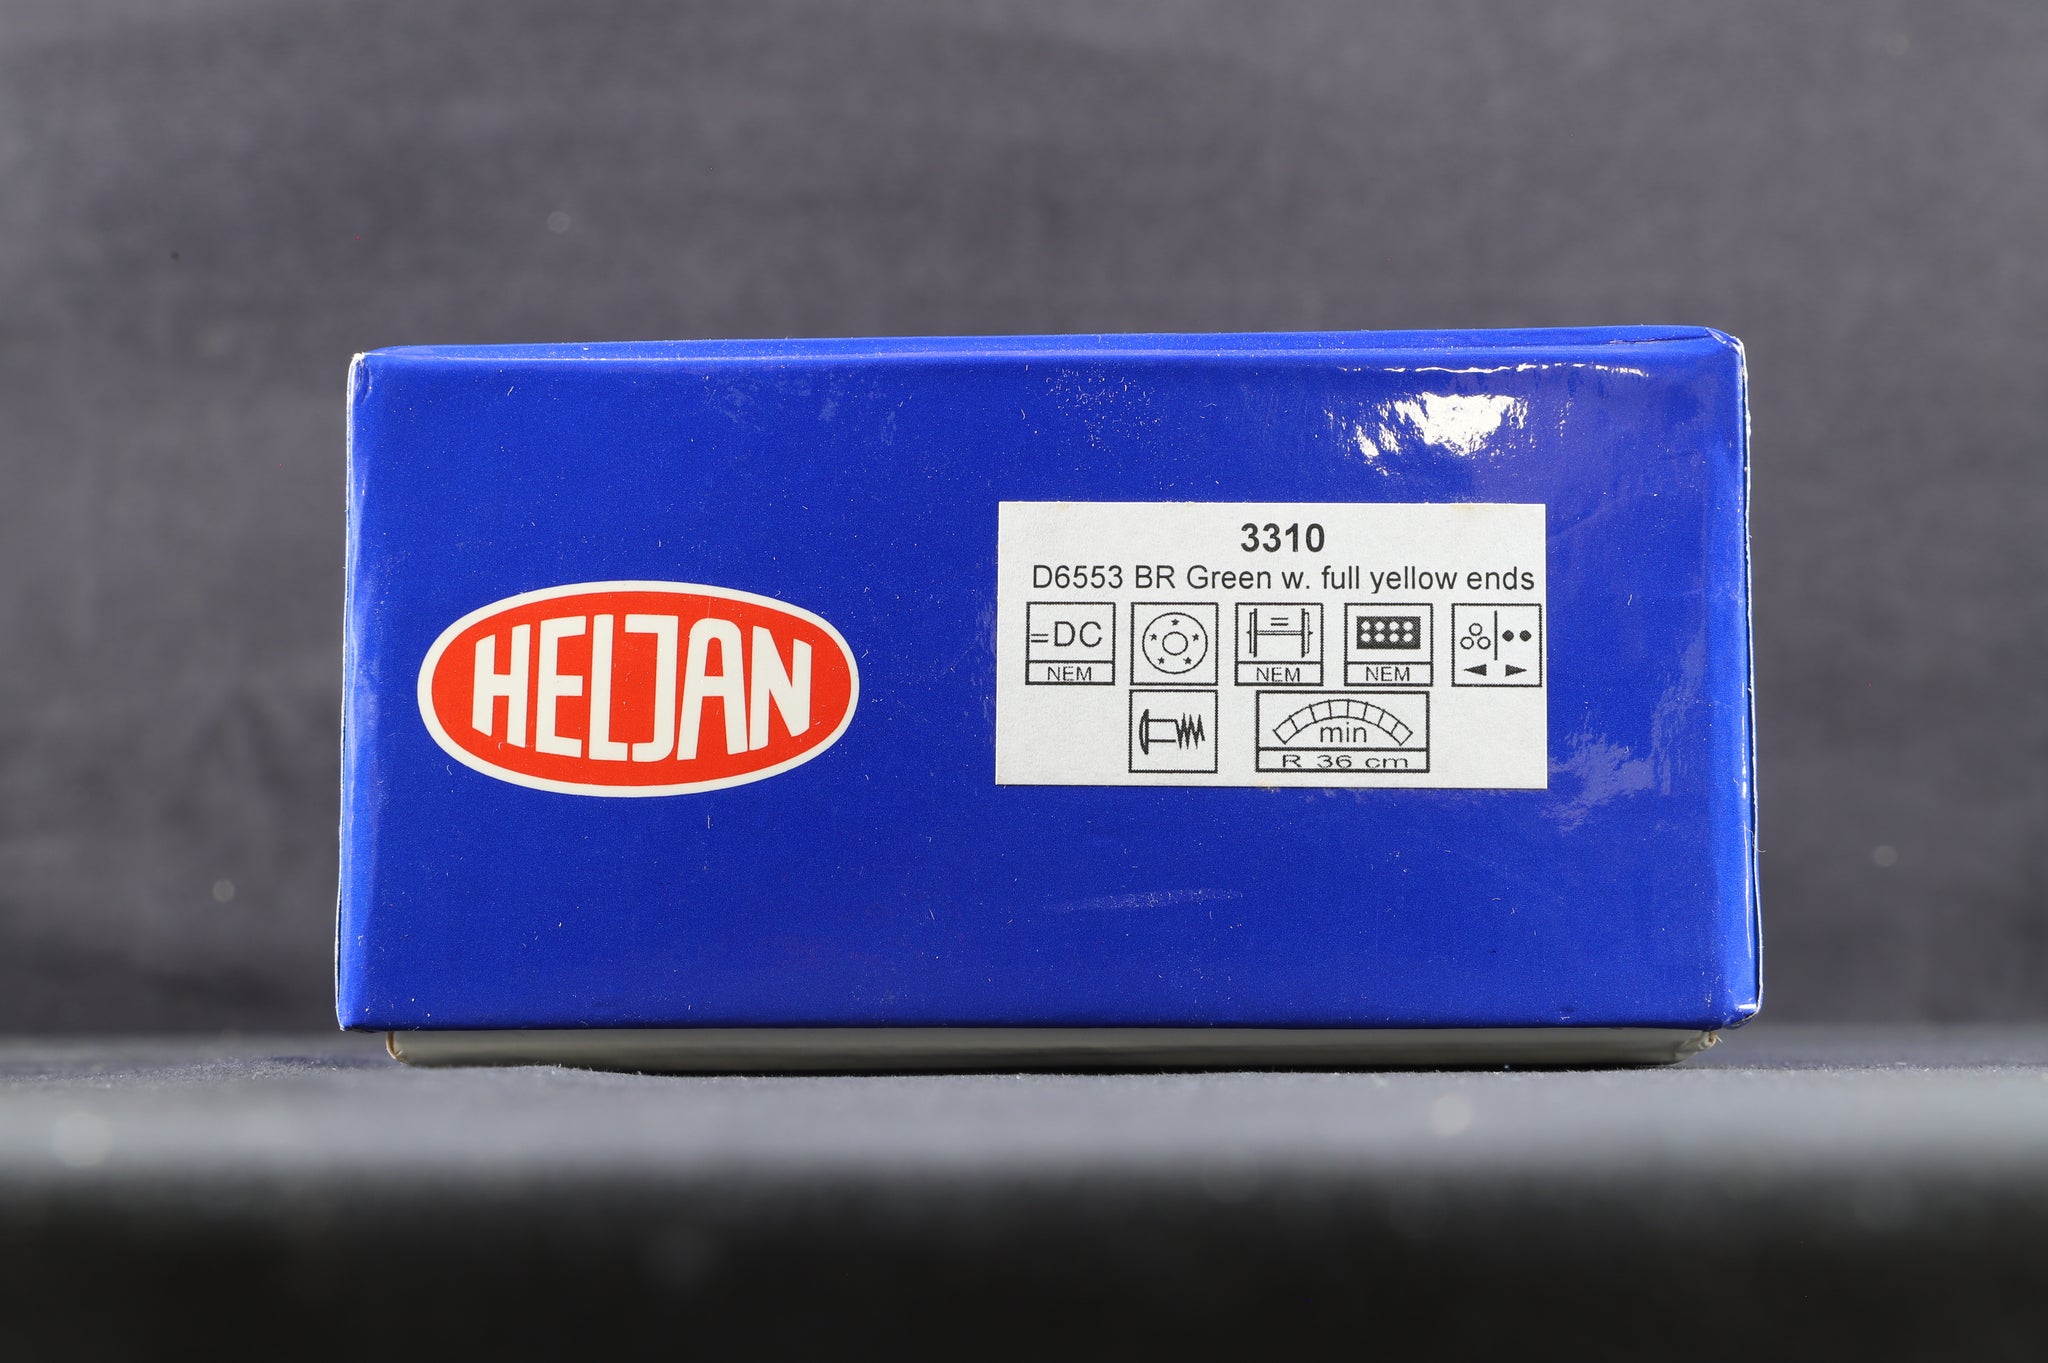 HELJAN
3310
D6553 BR Green w. full yellow ends
=DC
NEM
NEM
NEM
min
R 36 cm